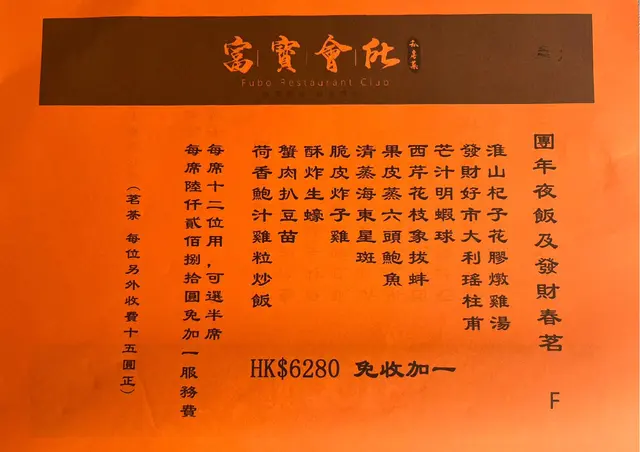 富寶會所
私房菜
Fubo Restaurant Club
團年夜飯及發財春茗
淮山杞子花膠燉雞湯
發財好市大利瑤柱甫
芒汁明蝦球
西芹花枝象拔蚌
果皮蒸六頭鮑魚
清蒸海東星斑
脆皮炸子雞
酥炸生蠔
蟹肉扒豆苗
荷香鮑汁雞粒炒飯
每席十二位用,可選半席
每席陸仟貳佰捌拾圓免加一服務費
(茗茶 每位另外收費十五圓正)
HK$6280 免收加一
F